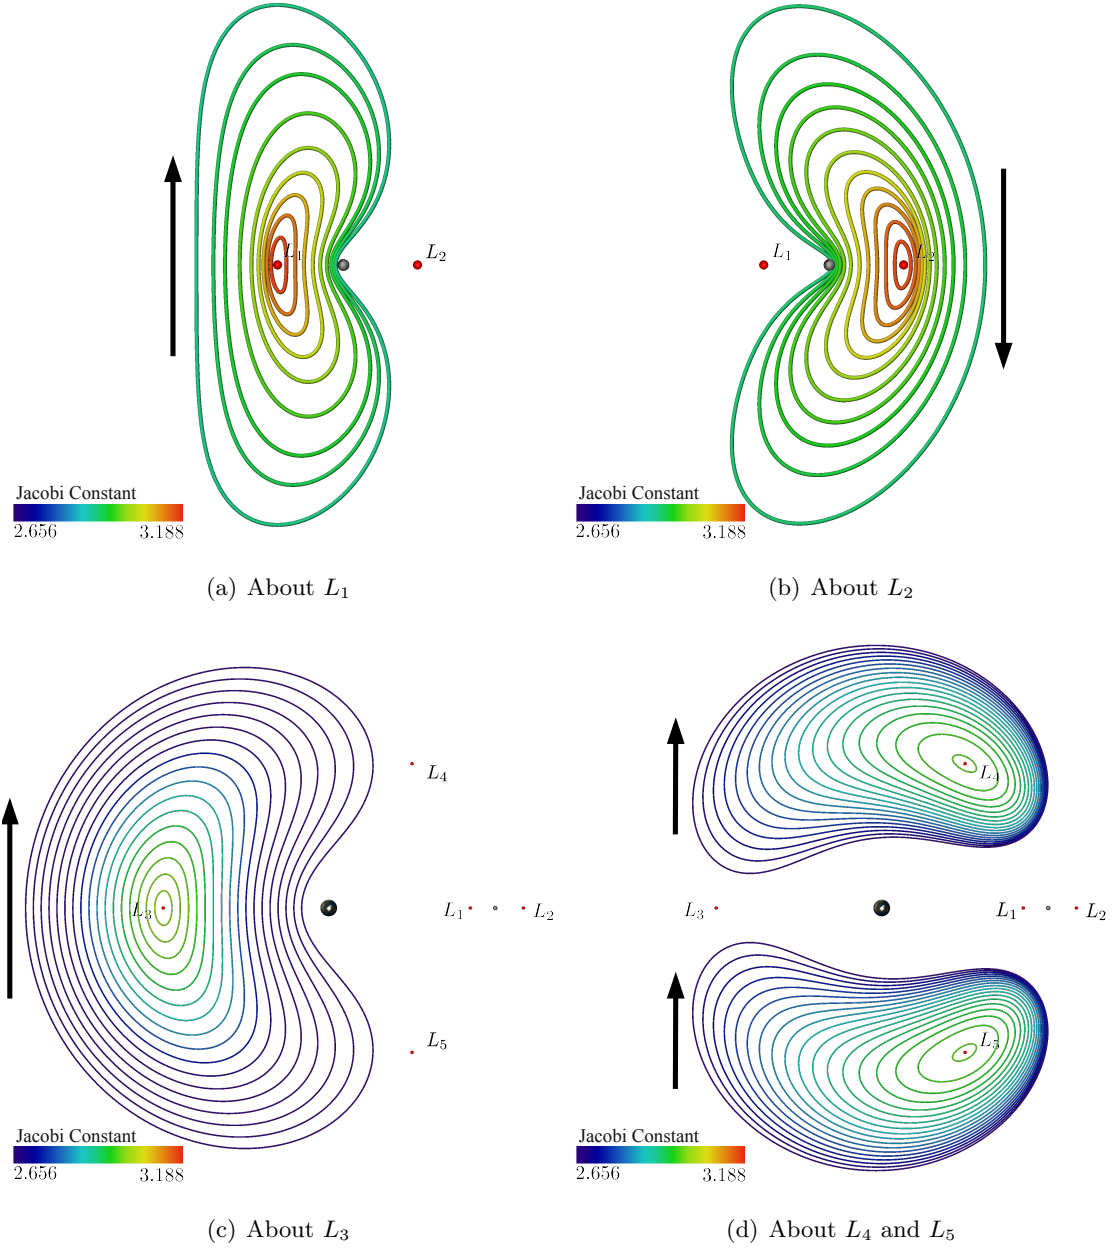 L₁
L₂
Jacobi Constant
2.656 3.188
(a) About L₁
L₁
L₂
Jacobi Constant
2.656 3.188
(b) About L₂
L₄
L₃
L₁
L₂
L₅
Jacobi Constant
2.656 3.188
(c) About L₃
L₄
L₃
L₁
L₂
L₅
Jacobi Constant
2.656 3.188
(d) About L₄ and L₅